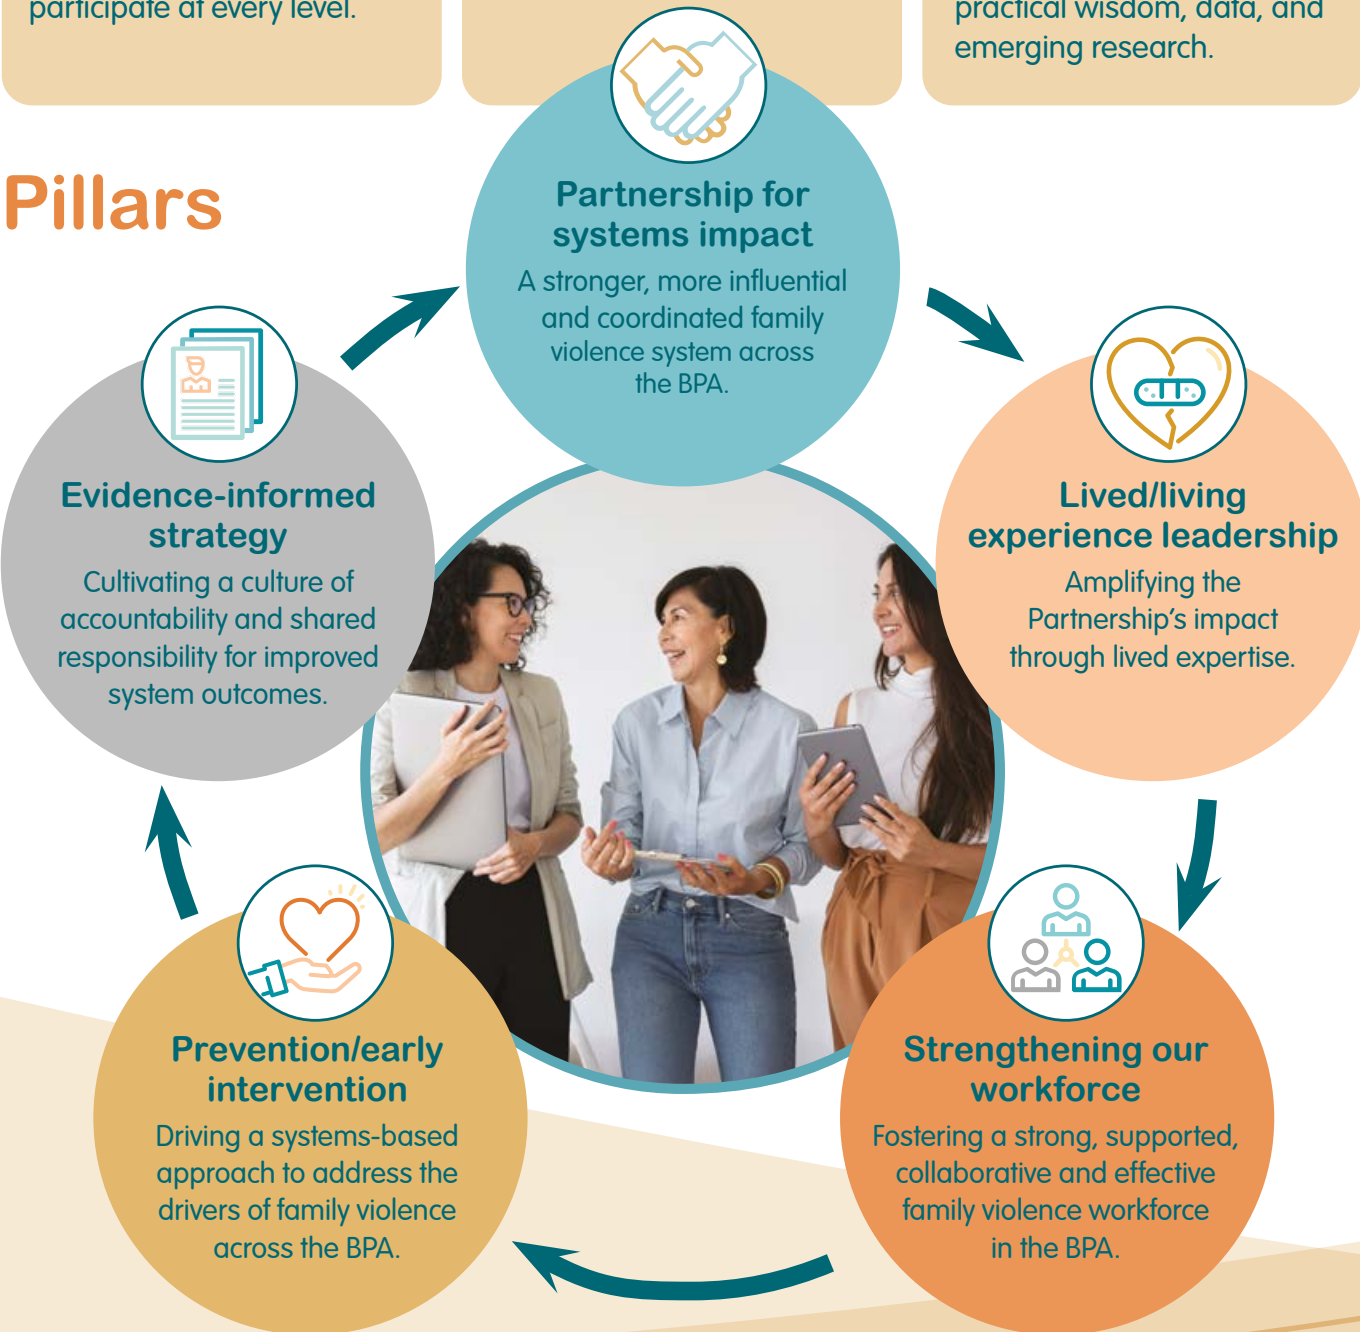 participate at every level.
practical wisdom, data, and
emerging research.
Pillars
Partnership for
systems impact
A stronger, more influential
and coordinated family
violence system across
the BPA.
Lived/living
experience leadership
Amplifying the
Partnership's impact
through lived expertise.
Strengthening our
workforce
Fostering a strong, supported,
collaborative and effective
family violence workforce
in the BPA.
Prevention/early
intervention
Driving a systems-based
approach to address the
drivers of family violence
across the BPA.
Evidence-informed
strategy
Cultivating a culture of
accountability and shared
responsibility for improved
system outcomes.